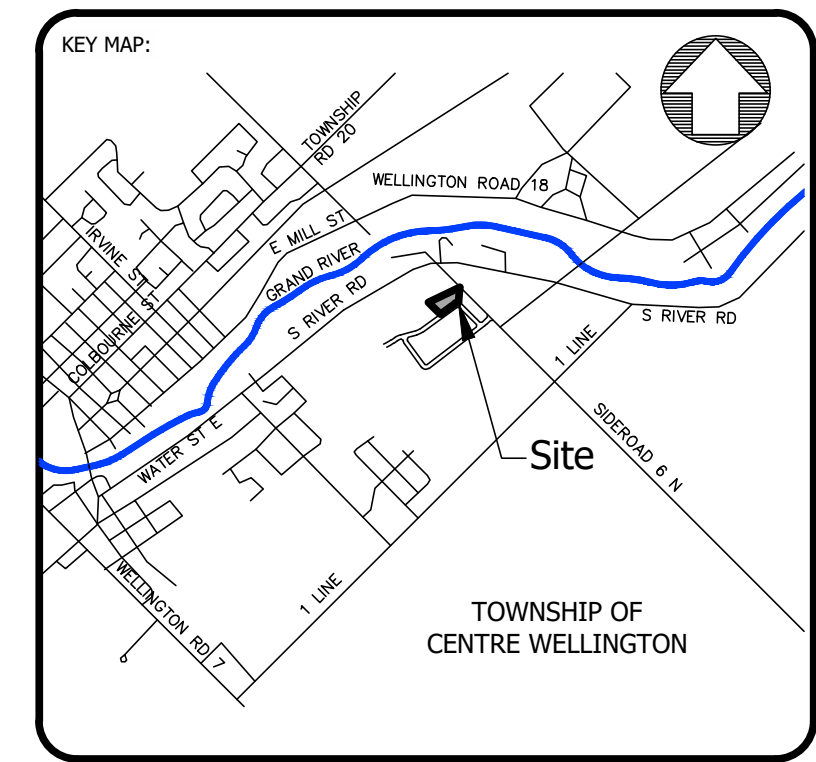 KEY MAP:
TOWNSHIP
RD 20
WELLINGTON ROAD 18
E MILL ST
IRVINE ST E
GRAND RIVER
COLBOURNE S
S RIVER RD
S RIVER RD
1 LINE
SIDEROAD 6 N
Site
WATER ST E
1 LINE
WELLINGTON RD 7
TOWNSHIP OF
CENTRE WELLINGTON